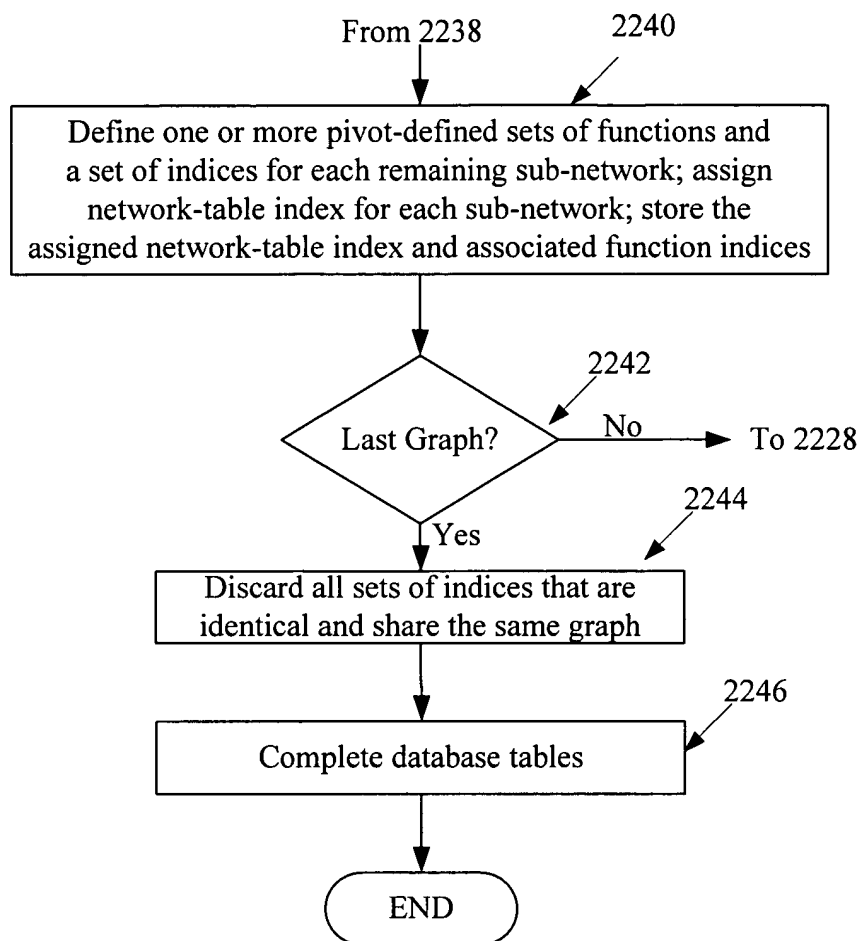 From 2238
2240
Define one or more pivot-defined sets of functions and
a set of indices for each remaining sub-network; assign
network-table index for each sub-network; store the
assigned network-table index and associated function indices
2242
Last Graph?
No
To 2228
Yes
2244
Discard all sets of indices that are
identical and share the same graph
2246
Complete database tables
END